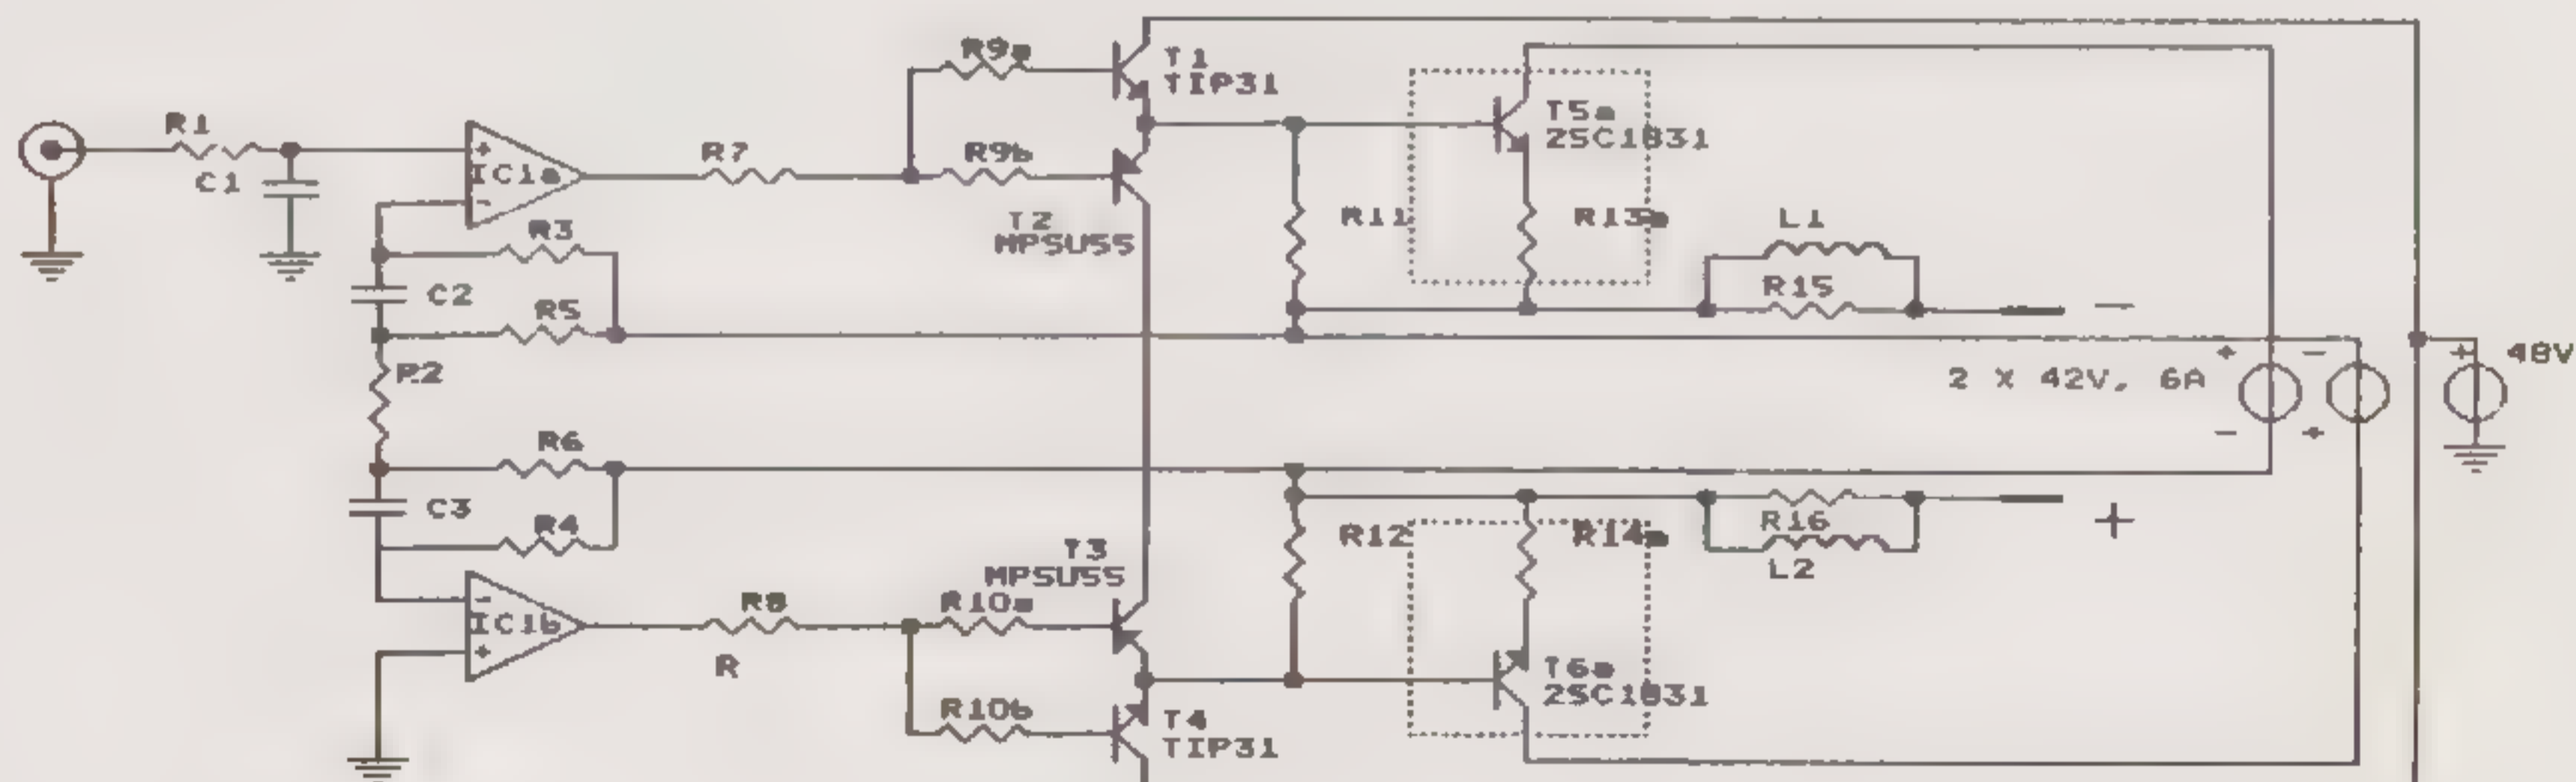 R9a
T1
TIP31
R1
C1
+
IC1a
-
R7
R9b
T2
MPSU55
T5a
2SC1831
R11
R13a
L1
R15
−
R3
C2
R5
R2
+
−
+
48V
2 X 42V, 6A
−
+
R6
C3
R4
R12
R14a
R16
L2
+
T3
MPSU55
-
IC1b
+
R8
R
R10a
R10b
T4
TIP31
T6a
2SC1831